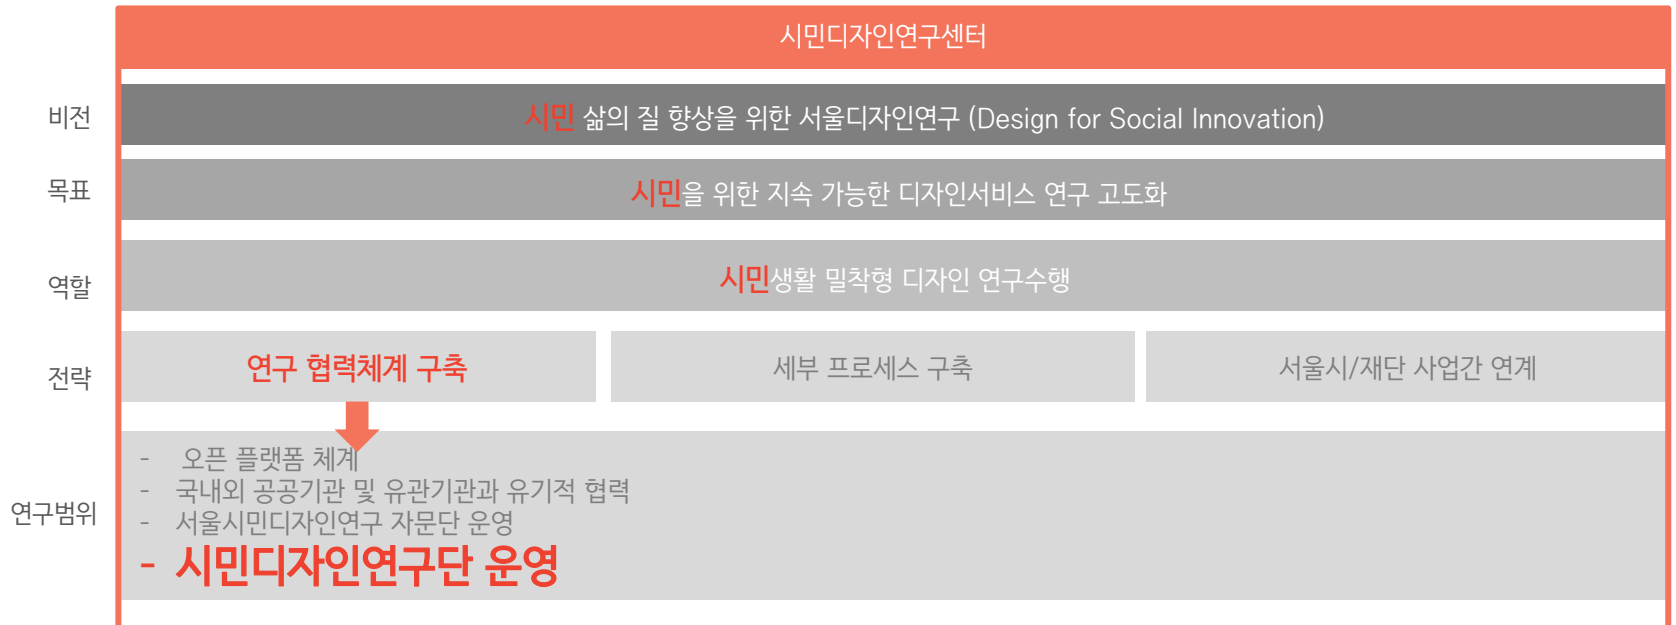 시민디자인연구센터
비전
시민 삶의 질 향상을 위한 서울디자인연구 (Design for Social Innovation)
목표
시민을 위한 지속 가능한 디자인서비스 연구 고도화
역할
시민생활 밀착형 디자인 연구수행
전략
연구 협력체계 구축
세부 프로세스 구축
서울시/재단 사업간 연계
연구범위
- 오픈 플랫폼 체계
- 국내외 공공기관 및 유관기관과 유기적 협력
- 서울시민디자인연구 자문단 운영
- 시민디자인연구단 운영